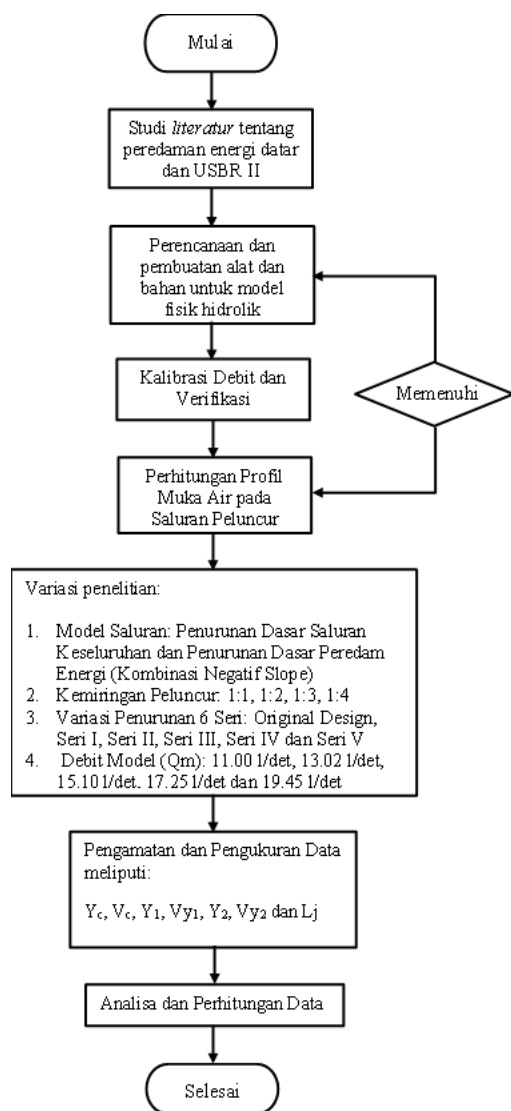 Mulai
Studi literatur tentang
peredaman energi datar
dan USBR II
Perencanaan dan
pembuatan alat dan
bahan untuk model
fisik hidrolik
Memenuhi
Kalibrasi Debit dan
Verifikasi
Perhitungan Profil
Muka Air pada
Saluran Peluncur
Variasi penelitian:
1. Model Saluran: Penurunan Dasar Saluran
Keseluruhan dan Penurunan Dasar Peredam
Energi (Kombinasi Negatif Slope)
2. Kemiringan Peluncur: 1:1, 1:2, 1:3, 1:4
3. Variasi Penurunan 6 Seri: Original Design,
Seri I, Seri II, Seri III, Seri IV dan Seri V
4. Debit Model (Qm): 11.00 l/det, 13.02 l/det,
15.10 l/det. 17.25 l/det dan 19.45 l/det
Pengamatan dan Pengukuran Data
meliputi:
Yc, Vc, Y1, Vy1, Y2, Vy2 dan Lj
Analisa dan Perhitungan Data
Selesai